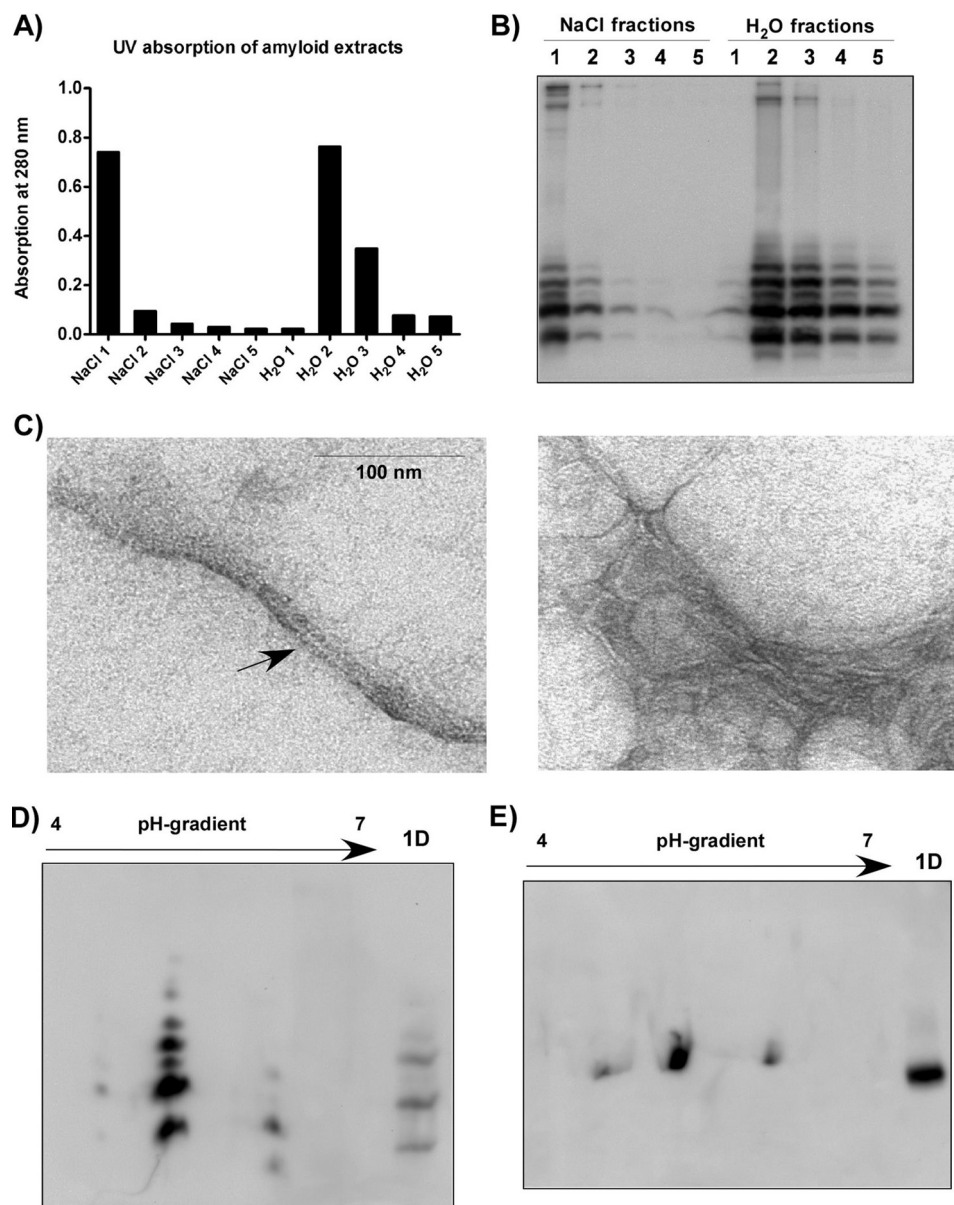 A)
UV absorption of amyloid extracts
Absorption at 280 nm
1.0
0.8
0.6
0.4
0.2
0.0
NaCl 1
NaCl 2
NaCl 3
NaCl 4
NaCl 5
H₂O 1
H₂O 2
H₂O 3
H₂O 4
H₂O 5
B)
NaCl fractions H₂O fractions
1 2 3 4 5 1 2 3 4 5
C)
100 nm
D)
4 pH-gradient 7 1D
E)
4 pH-gradient 7 1D